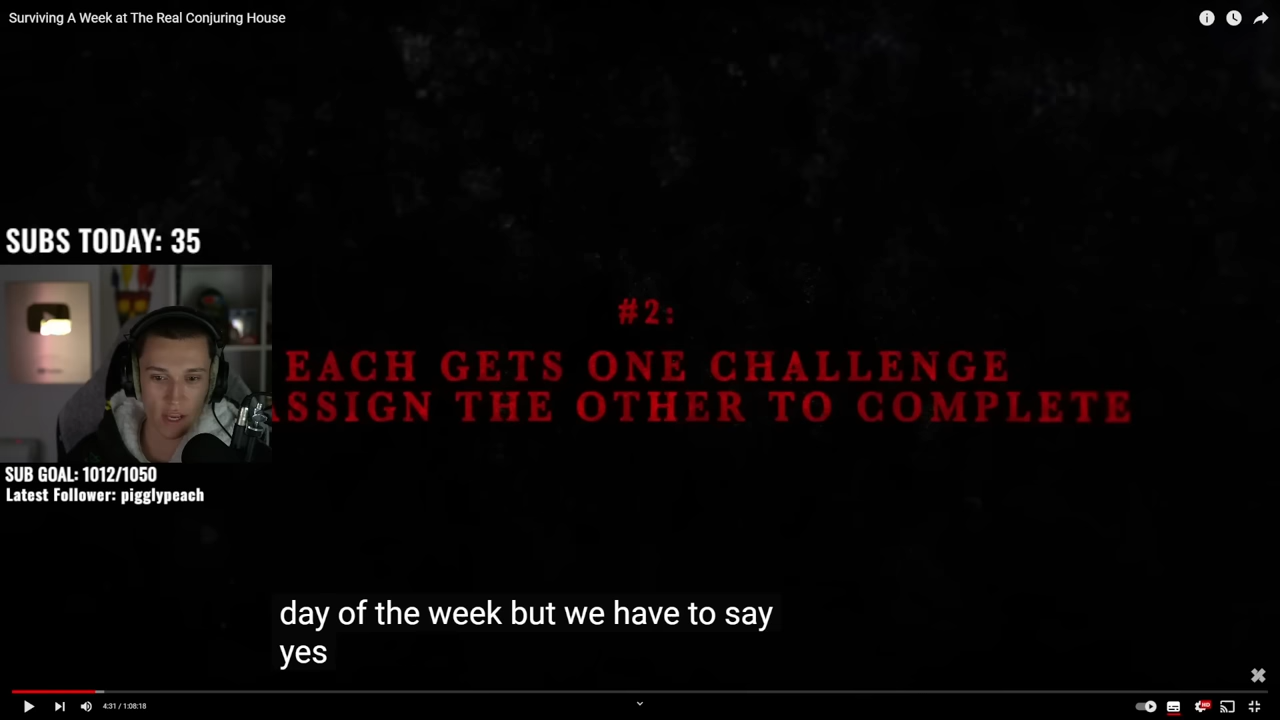 Surviving A Week at The Real Conjuring House
SUBS TODAY: 35
#2:
EACH GETS ONE CHALLENGE
ASSIGN THE OTHER TO COMPLETE
SUB GOAL: 1012/1050
Latest Follower: pigglypeach
day of the week but we have to say
yes
4:31 / 1:08:18
HD